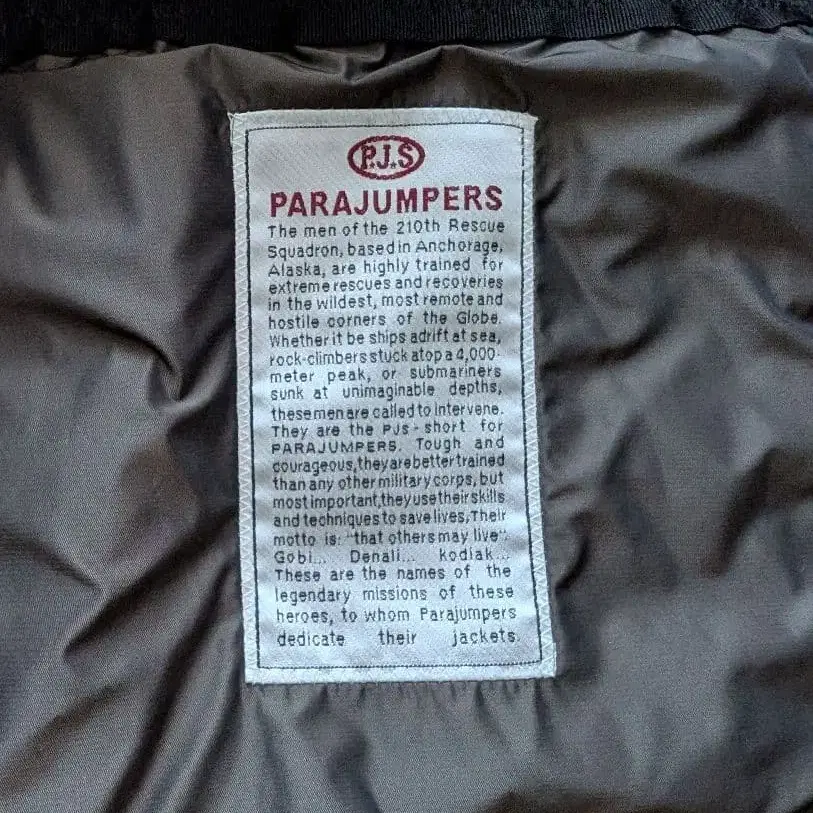 P.J.S
PARAJUMPERS
The men of the 210th Rescue
Squadron, based in Anchorage,
Alaska, are highly trained for
extreme rescues and recoveries
in the wildest, most remote and
hostile corners of the Globe.
Whether it be ships adrift at sea,
rock-climbers stuck atop a 4,000-
meter peak, or submariners
sunk at unimaginable depths,
these men are called to intervene.
They are the PJs - short for
PARAJUMPERS. Tough and
courageous, they are better trained
than any other military corps, but
most important, they use their skills
and techniques to save lives, Their
motto is: "that others may live".
Gobi... Denali... kodiak...
These are the names of the
legendary missions of these
heroes, to whom Parajumpers
dedicate their jackets.